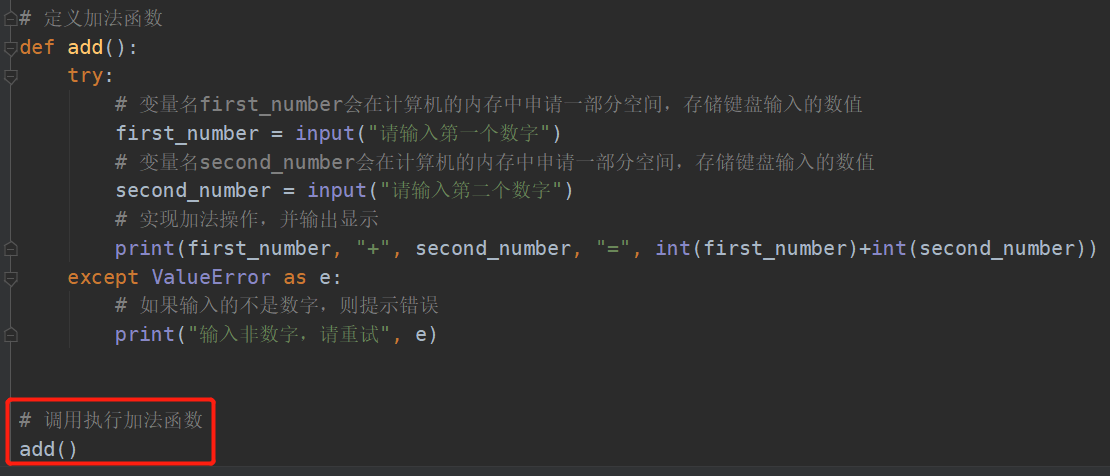 # 定义加法函数
def add():
try:
# 变量名first_number会在计算机的内存中申请一部分空间，存储键盘输入的数值
first_number = input("请输入第一个数字")
# 变量名second_number会在计算机的内存中申请一部分空间，存储键盘输入的数值
second_number = input("请输入第二个数字")
# 实现加法操作，并输出显示
print(first_number, "+", second_number, "=", int(first_number)+int(second_number))
except ValueError as e:
# 如果输入的不是数字，则提示错误
print("输入非数字，请重试", e)
# 调用执行加法函数
add()